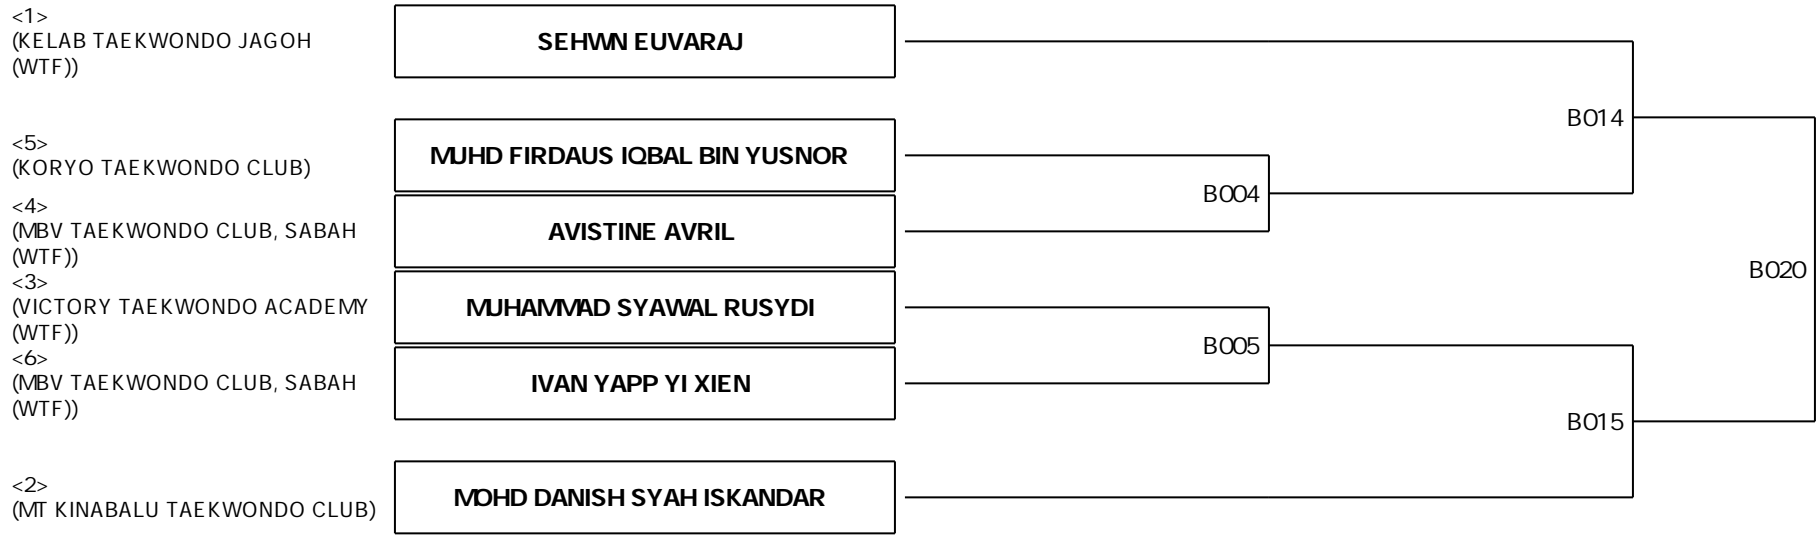 <1>
(KELAB TAEKWONDO JAGOH
(WTF))
SEHWN EUVARAJ
B014
<5>
(KORYO TAEKWONDO CLUB)
MUHD FIRDAUS IQBAL BIN YUSNOR
B004
<4>
(MBV TAEKWONDO CLUB, SABAH
(WTF))
AVISTINE AVRIL
B020
<3>
(VICTORY TAEKWONDO ACADEMY
(WTF))
MUHAMMAD SYAWAL RUSYDI
B005
<6>
(MBV TAEKWONDO CLUB, SABAH
(WTF))
IVAN YAPP YI XIEN
B015
<2>
(MT KINABALU TAEKWONDO CLUB)
MOHD DANISH SYAH ISKANDAR